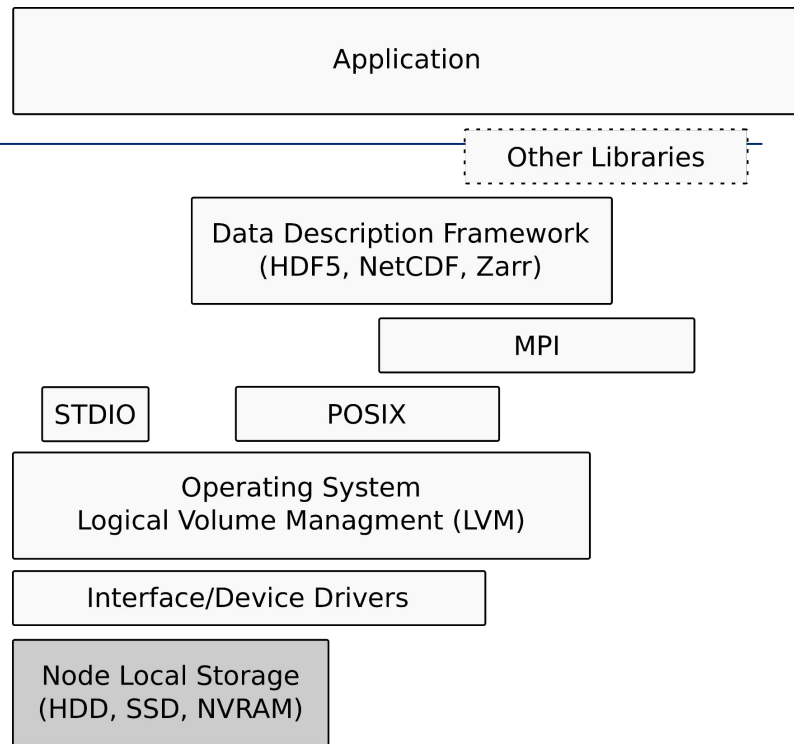 Application
Other Libraries
Data Description Framework
(HDF5, NetCDF, Zarr)
MPI
STDIO
POSIX
Operating System
Logical Volume Managment (LVM)
Interface/Device Drivers
Node Local Storage
(HDD, SSD, NVRAM)